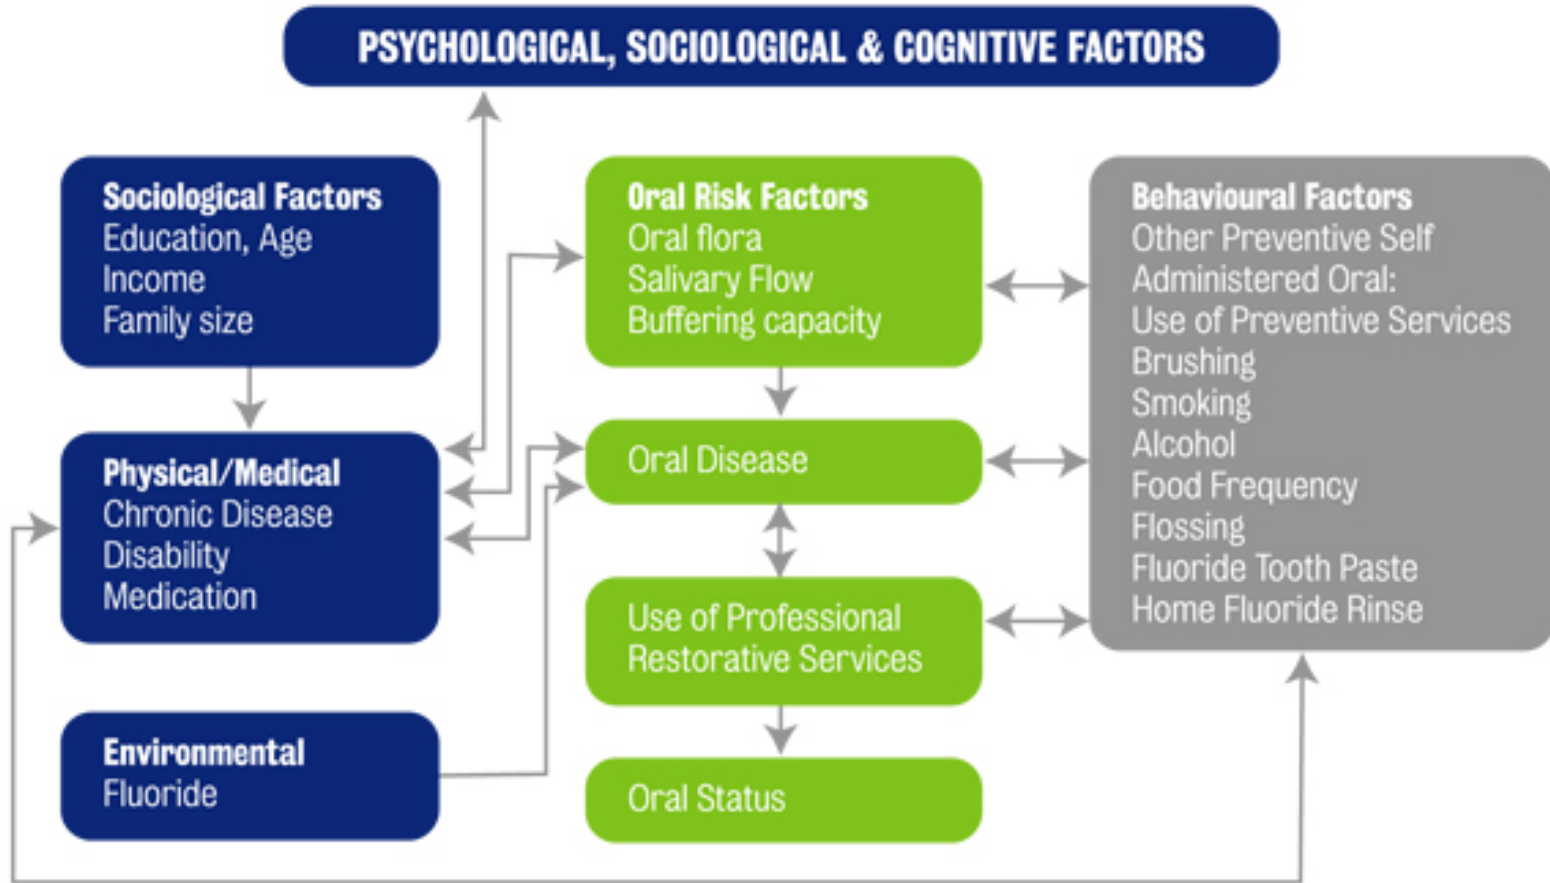 PSYCHOLOGICAL, SOCIOLOGICAL & COGNITIVE FACTORS
Sociological Factors
Education, Age
Income
Family size
Physical/Medical
Chronic Disease
Disability
Medication
Environmental
Fluoride
Oral Risk Factors
Oral flora
Salivary Flow
Buffering capacity
Oral Disease
Use of Professional
Restorative Services
Oral Status
Behavioural Factors
Other Preventive Self
Administered Oral:
Use of Preventive Services
Brushing
Smoking
Alcohol
Food Frequency
Flossing
Fluoride Tooth Paste
Home Fluoride Rinse